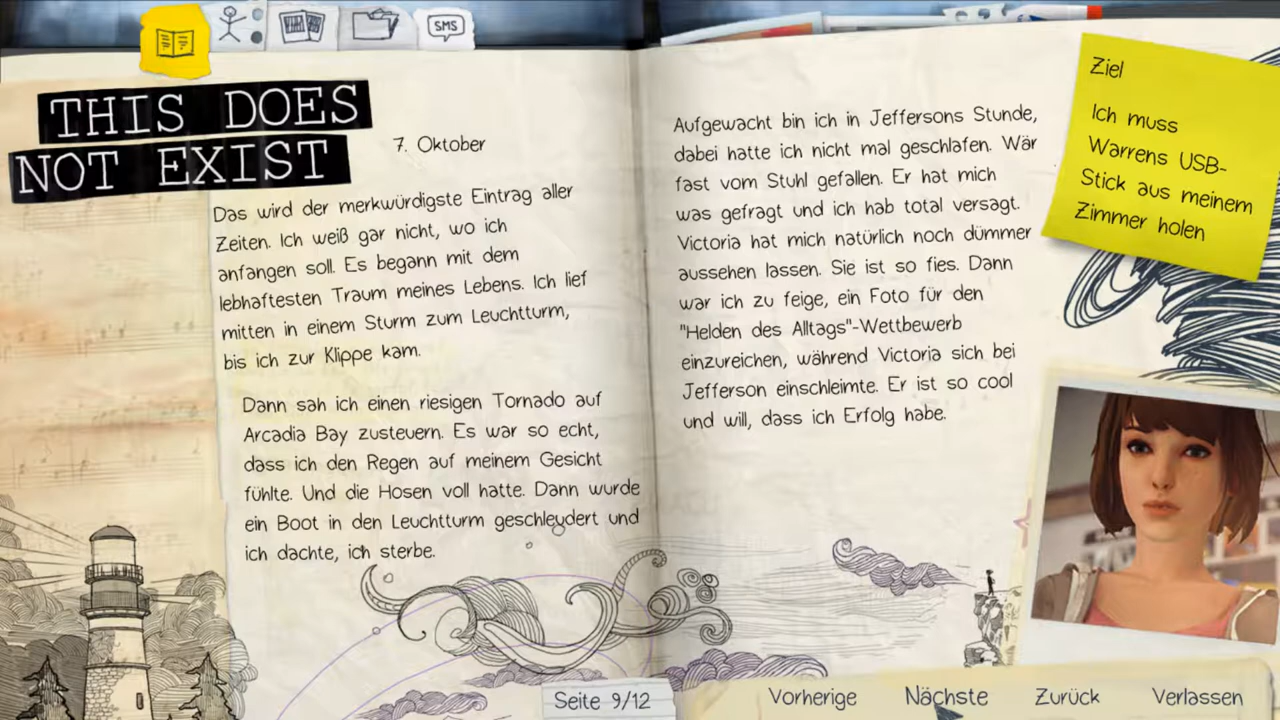 SMS
THIS DOES
NOT EXIST
7. Oktober
Das wird der merkwürdigste Eintrag aller
Zeiten. Ich weiß gar nicht, wo ich
anfangen soll. Es begann mit dem
lebhaftesten Traum meines Lebens. Ich lief
mitten in einem Sturm zum Leuchtturm,
bis ich zur Klippe kam.
Dann sah ich einen riesigen Tornado auf
Arcadia Bay zusteuern. Es war so echt,
dass ich den Regen auf meinem Gesicht
fühlte. Und die Hosen voll hatte. Dann wurde
ein Boot in den Leuchtturm geschleudert und
ich dachte, ich sterbe.
Aufgewacht bin ich in Jeffersons Stunde,
dabei hatte ich nicht mal geschlafen. Wär
fast vom Stuhl gefallen. Er hat mich
was gefragt und ich hab total versagt.
Victoria hat mich natürlich noch dümmer
aussehen lassen. Sie ist so fies. Dann
war ich zu feige, ein Foto für den
"Helden des Alltags"-Wettbewerb
einzureichen, während Victoria sich bei
Jefferson einschleimte. Er ist so cool
und will, dass ich Erfolg habe.
Ziel
Ich muss
Warrens USB-
Stick aus meinem
Zimmer holen
Seite 9/12
Vorherige
Nächste
Zurück
Verlassen